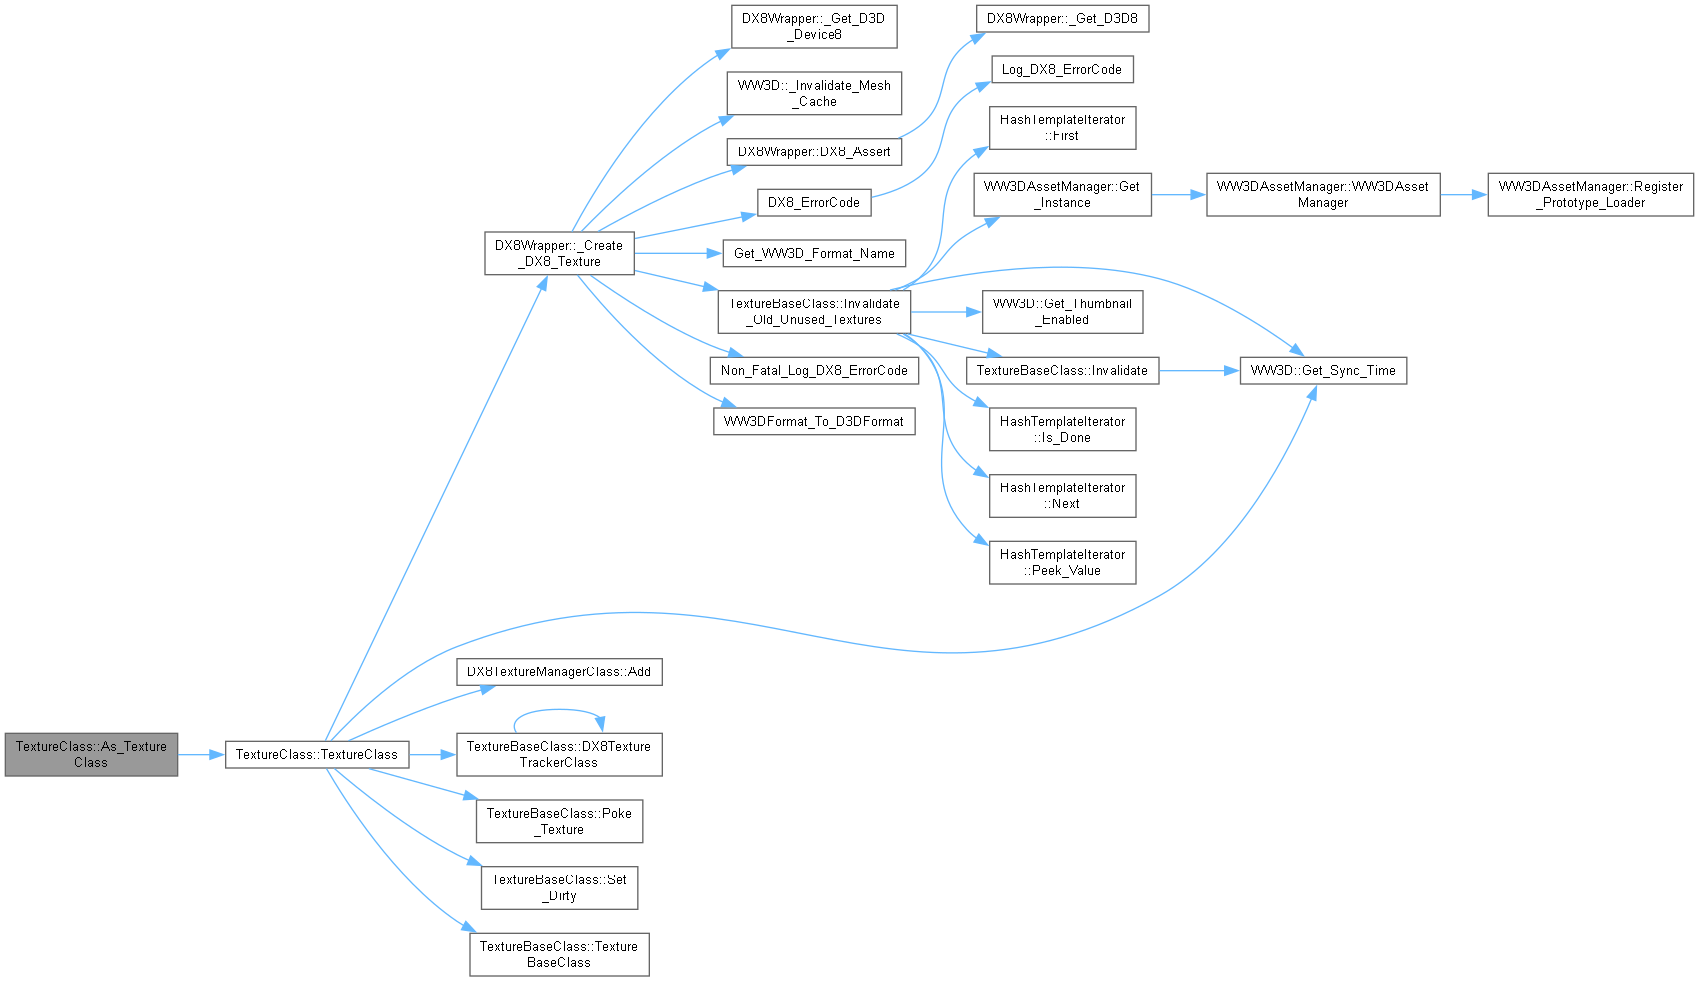 DX8Wrapper::_Get_D3D
_Device8
WW3D::_Invalidate_Mesh
_Cache
DX8Wrapper::DX8_Assert
DX8_ErrorCode
DX8Wrapper::_Create
_DX8_Texture
Get_WW3D_Format_Name
TextureBaseClass::Invalidate
_Old_Unused_Textures
Non_Fatal_Log_DX8_ErrorCode
WW3DFormat_To_D3DFormat
DX8Wrapper::_Get_D3D8
Log_DX8_ErrorCode
HashTemplateIterator
::First
WW3DAssetManager::Get
_Instance
WW3DAssetManager::WW3DAsset
Manager
WW3DAssetManager::Register
_Prototype_Loader
WW3D::Get_Thumbnail
_Enabled
TextureBaseClass::Invalidate
WW3D::Get_Sync_Time
HashTemplateIterator
::Is_Done
HashTemplateIterator
::Next
HashTemplateIterator
::Peek_Value
DX8TextureManagerClass::Add
TextureClass::As_Texture
Class
TextureClass::TextureClass
TextureBaseClass::DX8Texture
TrackerClass
TextureBaseClass::Poke
_Texture
TextureBaseClass::Set
_Dirty
TextureBaseClass::Texture
BaseClass